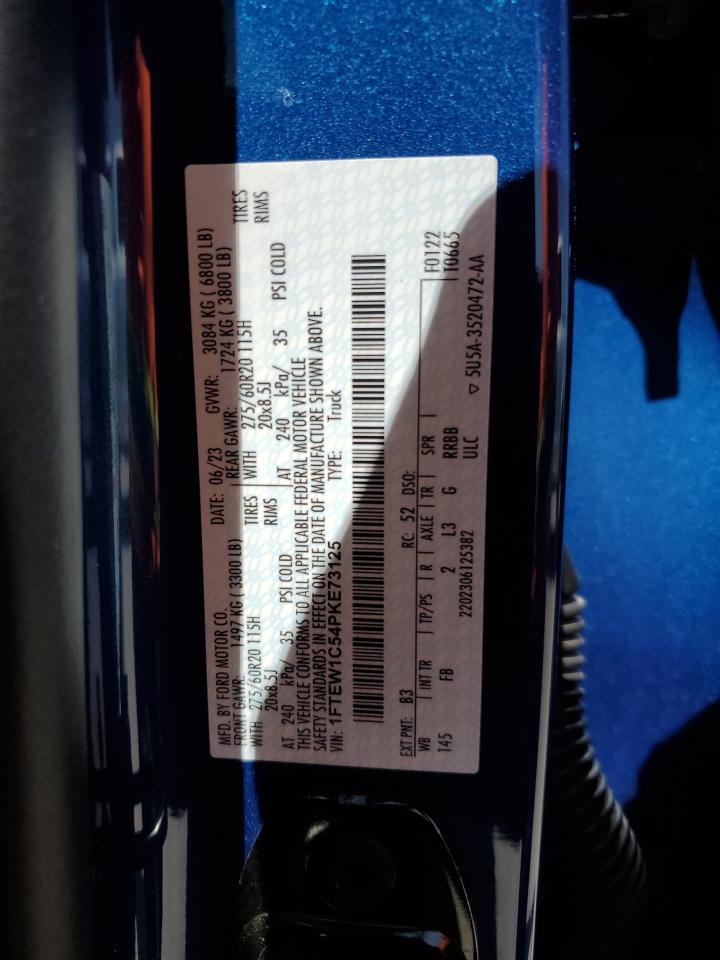 MFD. BY FORD MOTOR CO. DATE: 06/23 GVWR: 3084 KG ( 6800 LB)
FRONT GAWR: 1497 KG ( 3300 LB) REAR GAWR: 1724 KG ( 3800 LB)
WITH 275/60R20 115H TIRES WITH 275/60R20 115H TIRES
20x8.5J RIMS 20x8.5J RIMS
AT 240 kPa/ 35 PSI COLD AT 240 kPa/ 35 PSI COLD
THIS VEHICLE CONFORMS TO ALL APPLICABLE FEDERAL MOTOR VEHICLE
SAFETY STANDARDS IN EFFECT ON THE DATE OF MANUFACTURE SHOWN ABOVE.
VIN: 1FTEW1C54PKE73125 TYPE: Truck
EXT PNT: B3 RC: 52 DSO: F0122
WB INT TR TP/PS R AXLE TR SPR T0665
145 FB 2 L3 G RRBB
2202306125382 ULC ▽ 5U5A-3520472-AA